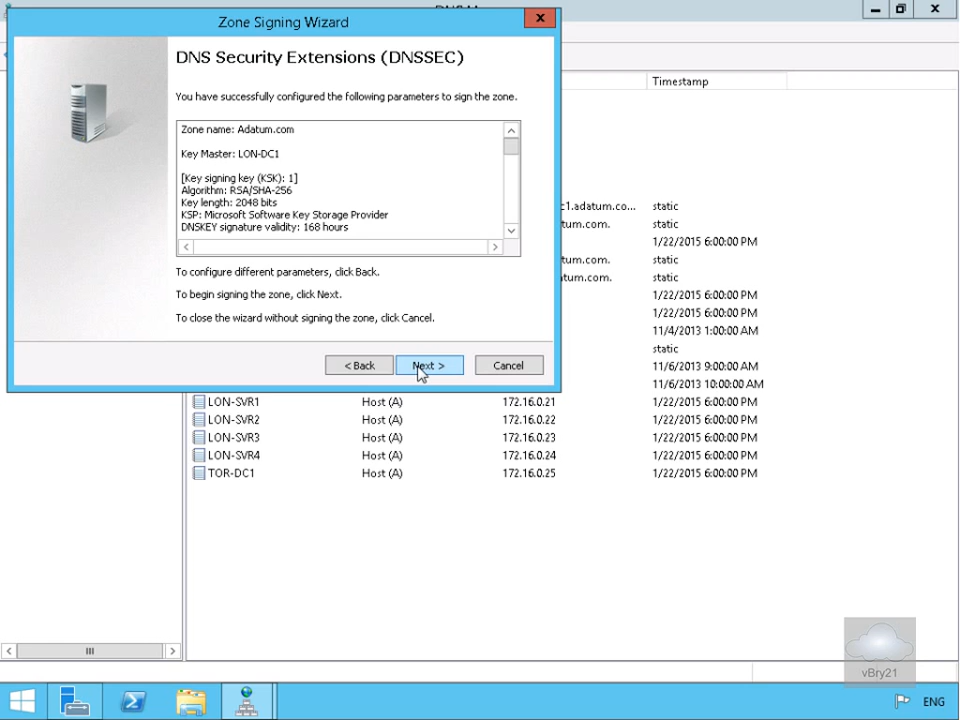 Zone Signing Wizard
DNS Security Extensions (DNSSEC)
You have successfully configured the following parameters to sign the zone.
Zone name: Adatum.com
Key Master: LON-DC1
[Key signing key (KSK): 1]
Algorithm: RSA/SHA-256
Key length: 2048 bits
KSP: Microsoft Software Key Storage Provider
DNSKEY signature validity: 168 hours
To configure different parameters, click Back.
To begin signing the zone, click Next.
To close the wizard without signing the zone, click Cancel.
< Back Next > Cancel
Timestamp
c1.adatum.co... static
tum.com. static
1/22/2015 6:00:00 PM
tum.com. static
atum.com. static
1/22/2015 6:00:00 PM
1/22/2015 6:00:00 PM
11/4/2013 1:00:00 AM
static
11/6/2013 9:00:00 AM
11/6/2013 10:00:00 AM
LON-SVR1 Host (A) 172.16.0.21 1/22/2015 6:00:00 PM
LON-SVR2 Host (A) 172.16.0.22 1/22/2015 6:00:00 PM
LON-SVR3 Host (A) 172.16.0.23 1/22/2015 6:00:00 PM
LON-SVR4 Host (A) 172.16.0.24 1/22/2015 6:00:00 PM
TOR-DC1 Host (A) 172.16.0.25 1/22/2015 6:00:00 PM
vBry21
ENG